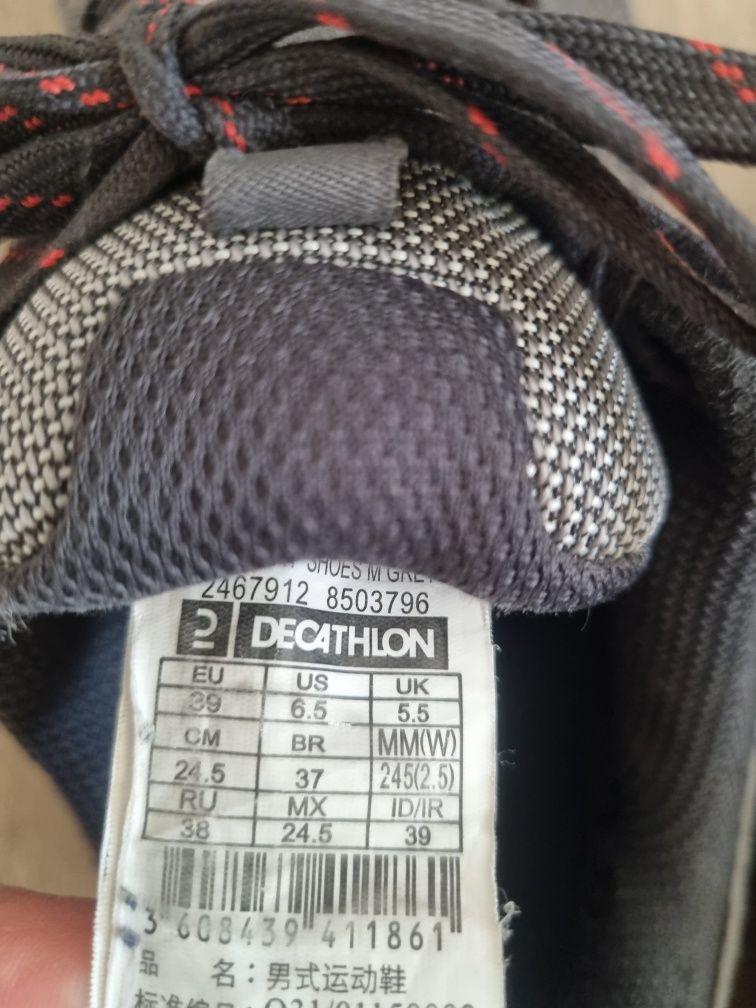 SHOES M GREY
2467912 8503796
DECATHLON
EU US UK
39 6.5 5.5
CM BR MM(W)
24.5 37 245(2.5)
RU MX ID/IR
38 24.5 39
3 608439 411861
品 名：男式运动鞋